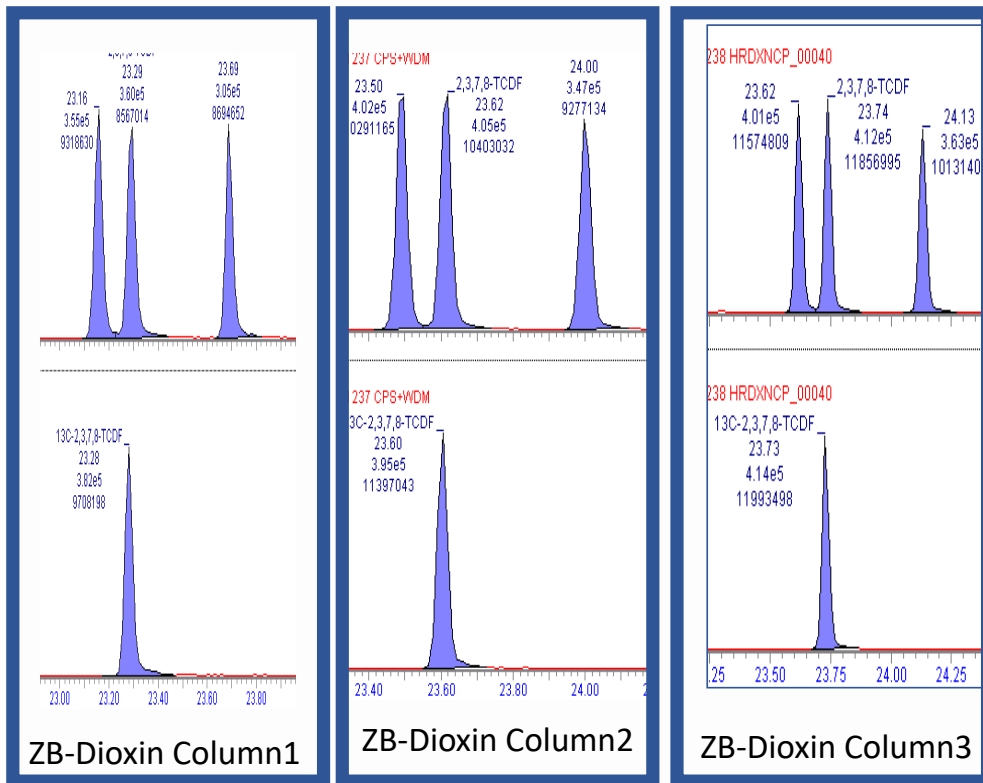 2,3,7,8-TCDF
23.29
3.60e5
8567014
23.16
3.55e5
9318630
23.69
3.05e5
8694652
13C-2,3,7,8-TCDF
23.28
3.82e5
9708198
23.00 23.20 23.40 23.60 23.80
ZB-Dioxin Column1
237 CPS+WDM
23.50
4.02e5
0291165
2,3,7,8-TCDF
23.62
4.05e5
10403032
24.00
3.47e5
9277134
237 CPS+WDM
3C-2,3,7,8-TCDF
23.60
3.95e5
11397043
23.40 23.60 23.80 24.00
ZB-Dioxin Column2
238 HRDXNCP_00040
23.62
4.01e5
11574809
2,3,7,8-TCDF
23.74
4.12e5
11856995
24.13
3.63e5
1013140
238 HRDXNCP_00040
13C-2,3,7,8-TCDF
23.73
4.14e5
11993498
.25 23.50 23.75 24.00 24.25
ZB-Dioxin Column3